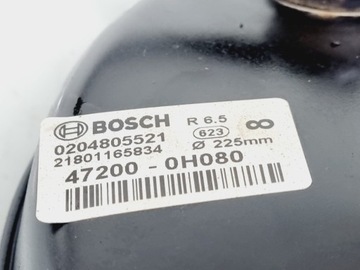 BOSCH R 6.5
0204805521 623 ∞
21801165834 Ø 225mm
47200 - 0H080